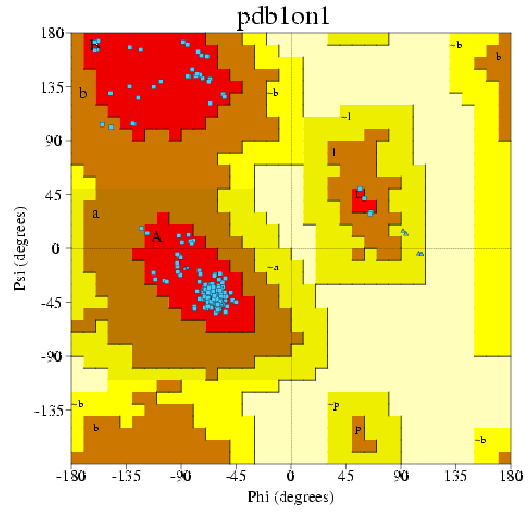 pdb1on1
180
135
90
45
0
-45
-90
-135
-180
-135
-90
-45
0
45
90
135
180
Psi (degrees)
Phi (degrees)
B
b
~b
~b
b
~l
l
L
a
A
~a
~b
b
~p
p
~b